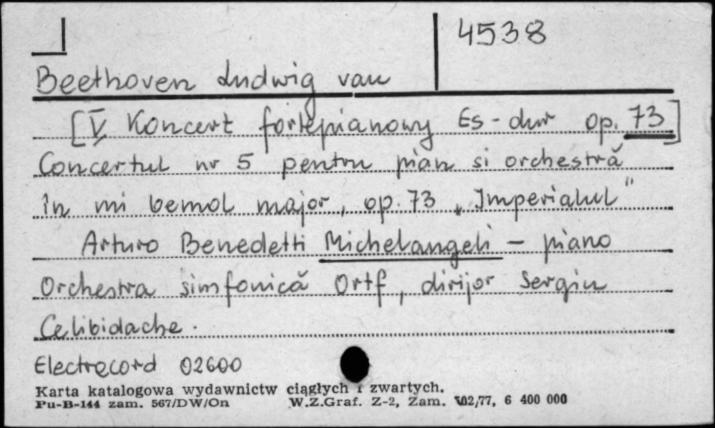 4538
Beethoven Ludwig van
[V Koncert fortepianowy Es-dur op. 73]
Concertul nr 5 pentru pian si orchestră
în mi bemol major, op. 73 „Imperialul”
Arturo Benedetti Michelangeli – piano
Orchestra simfonică Ortf, dirijor Sergiu
Celibidache.
Electrecord 02600
Karta katalogowa wydawnictw ciągłych i zwartych.
Pu-B-144 zam. 567/DW/On W.Z.Graf. Z-2, Zam. 102/77, 6 400 000